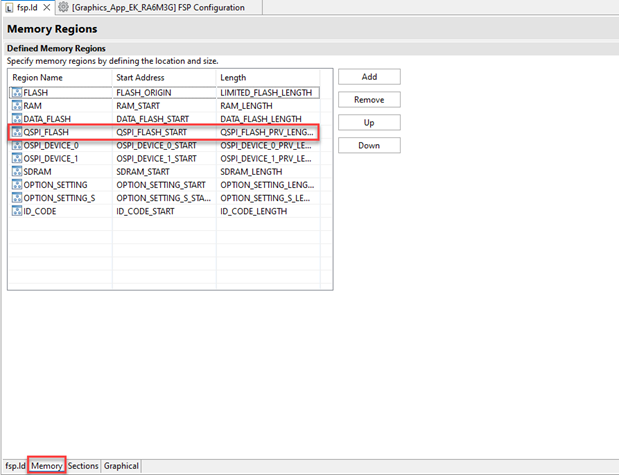 fsp.ld [Graphics_App_EK_RA6M3G] FSP Configuration
Memory Regions
Defined Memory Regions
Specify memory regions by defining the location and size.
Region Name Start Address Length
FLASH FLASH_ORIGIN LIMITED_FLASH_LENGTH
RAM RAM_START RAM_LENGTH
DATA_FLASH DATA_FLASH_START DATA_FLASH_LENGTH
QSPI_FLASH QSPI_FLASH_START QSPI_FLASH_PRV_LENG...
OSPI_DEVICE_0 OSPI_DEVICE_0_START OSPI_DEVICE_0_PRV_LE...
OSPI_DEVICE_1 OSPI_DEVICE_1_START OSPI_DEVICE_1_PRV_LE...
SDRAM SDRAM_START SDRAM_LENGTH
OPTION_SETTING OPTION_SETTING_START OPTION_SETTING_LENG...
OPTION_SETTING_S OPTION_SETTING_S_STA... OPTION_SETTING_S_LE...
ID_CODE ID_CODE_START ID_CODE_LENGTH
Add
Remove
Up
Down
fsp.ld Memory Sections Graphical